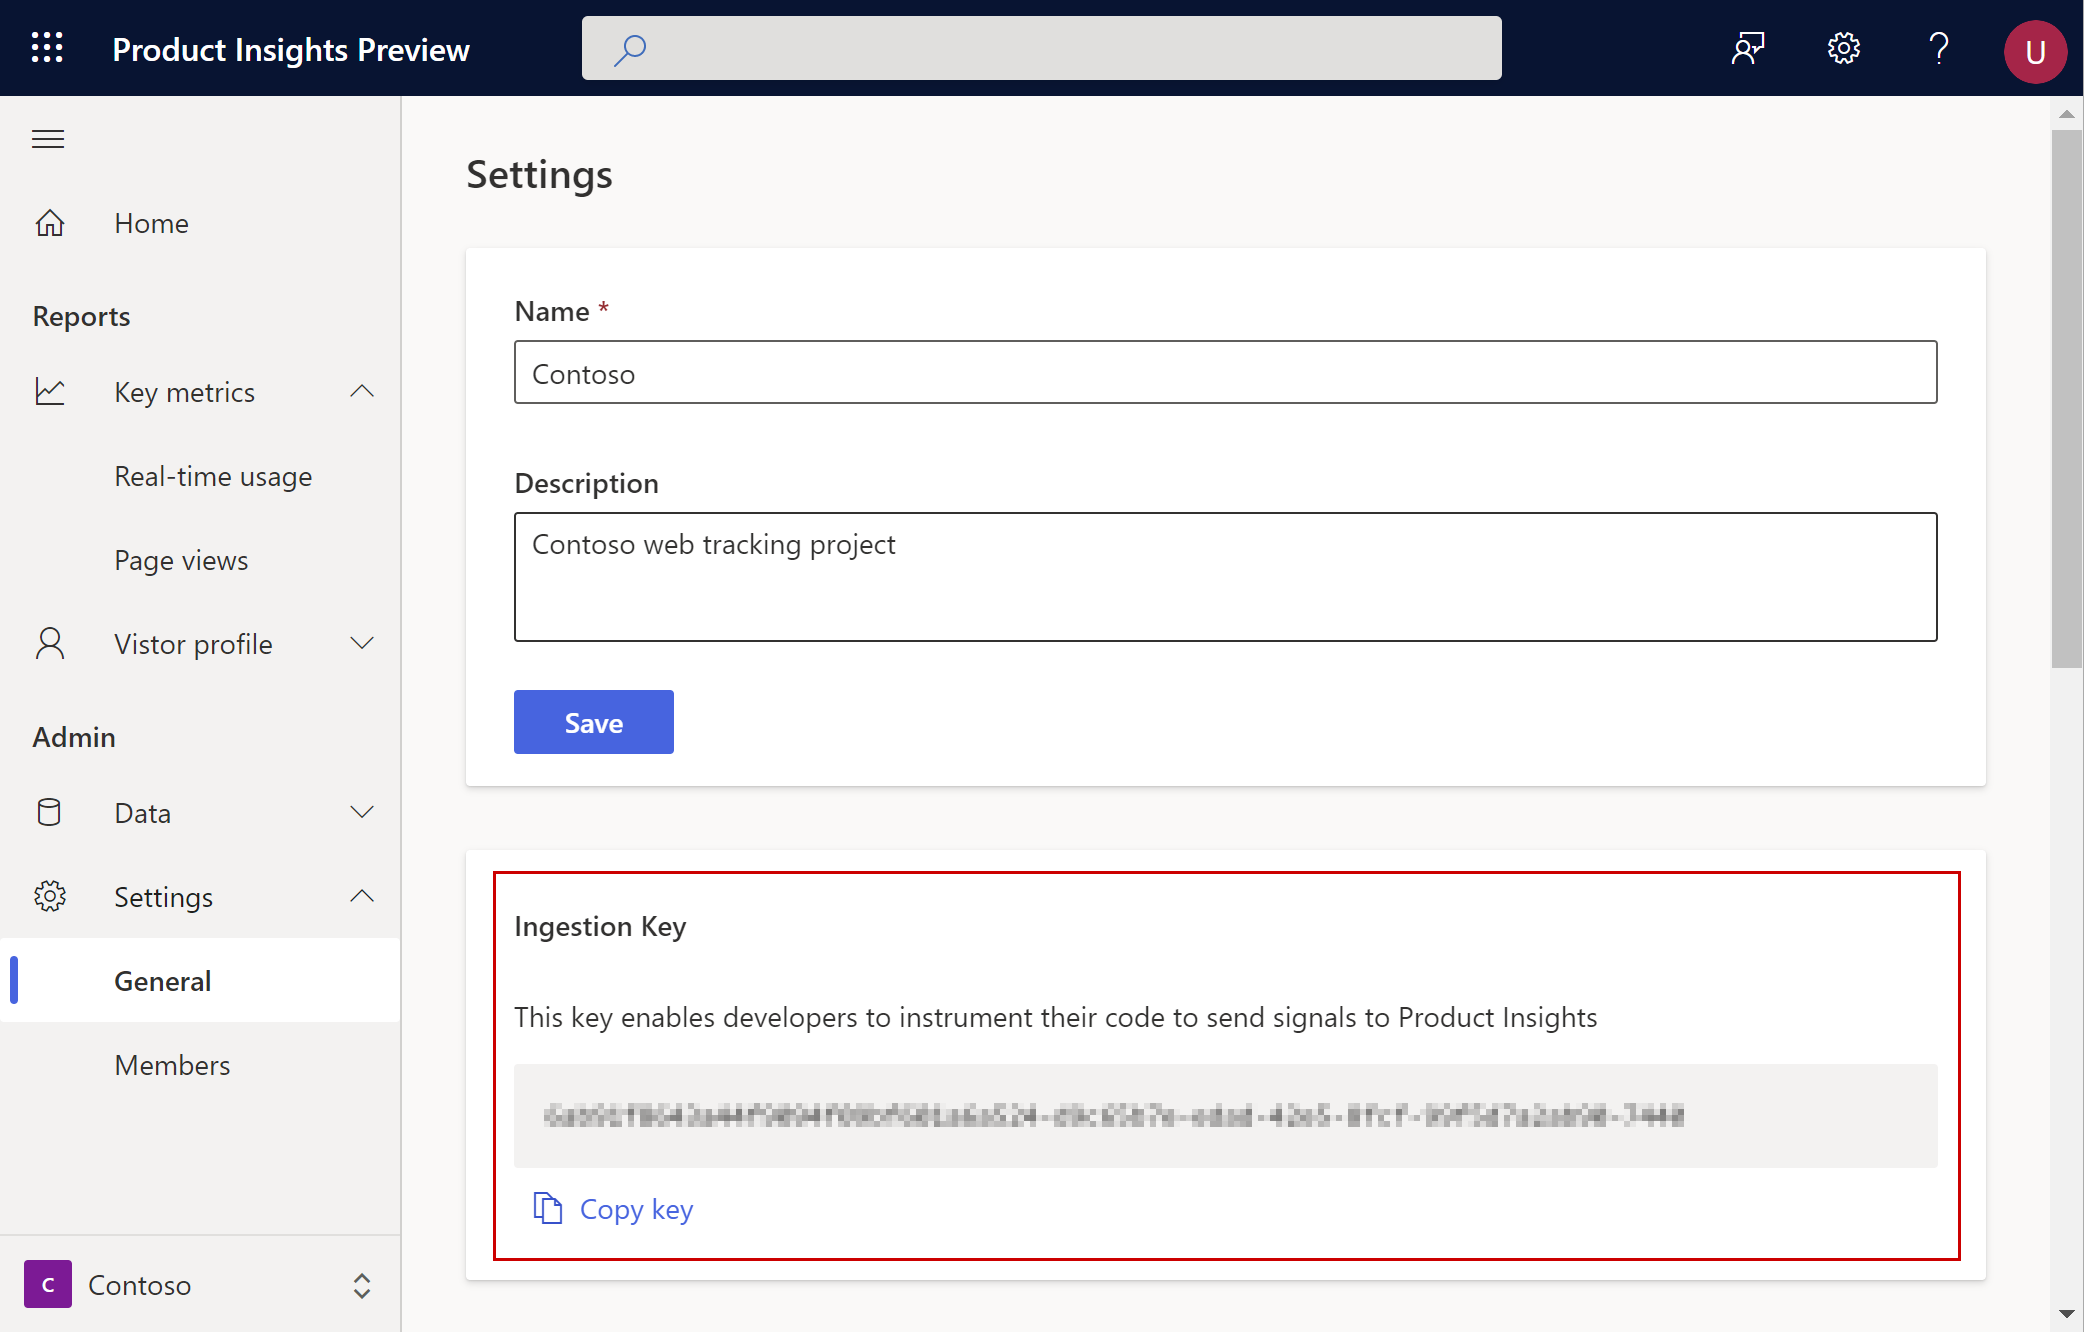 Product Insights Preview
U
Home
Reports
Key metrics
Real-time usage
Page views
Vistor profile
Admin
Data
Settings
General
Members
C
Contoso
Settings
Name *
Contoso
Description
Contoso web tracking project
Save
Ingestion Key
This key enables developers to instrument their code to send signals to Product Insights
Copy key